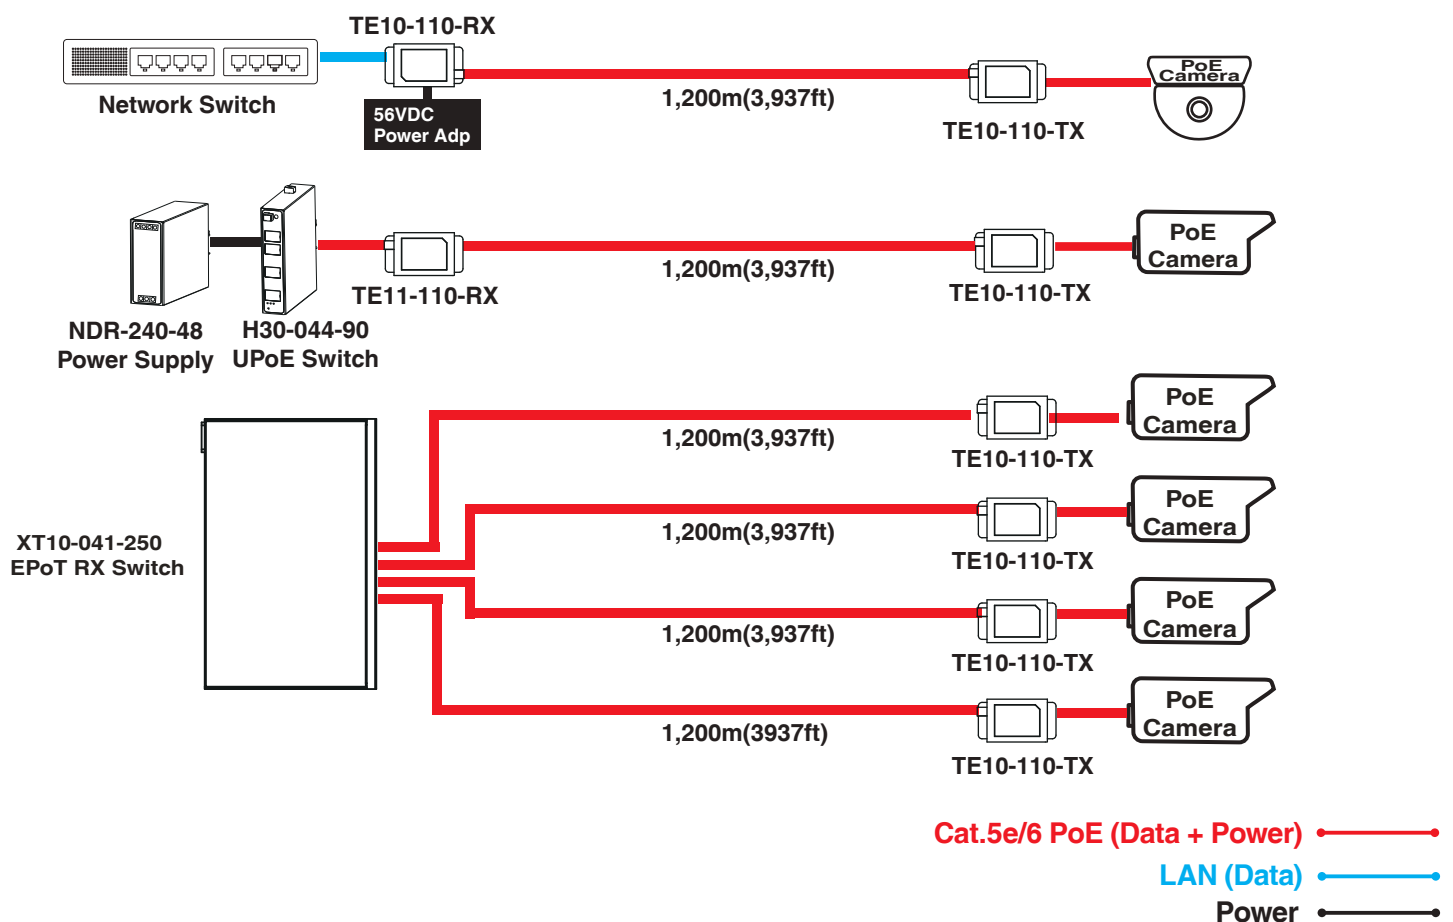 TE10-110-RX
Network Switch
56VDC
Power Adp
1,200m(3,937ft)
TE10-110-TX
PoE
Camera
NDR-240-48
Power Supply
H30-044-90
UPoE Switch
TE11-110-RX
1,200m(3,937ft)
TE10-110-TX
PoE
Camera
XT10-041-250
EPoT RX Switch
1,200m(3,937ft)
TE10-110-TX
PoE
Camera
1,200m(3,937ft)
TE10-110-TX
PoE
Camera
1,200m(3,937ft)
TE10-110-TX
PoE
Camera
1,200m(3937ft)
TE10-110-TX
PoE
Camera
Cat.5e/6 PoE (Data + Power)
LAN (Data)
Power